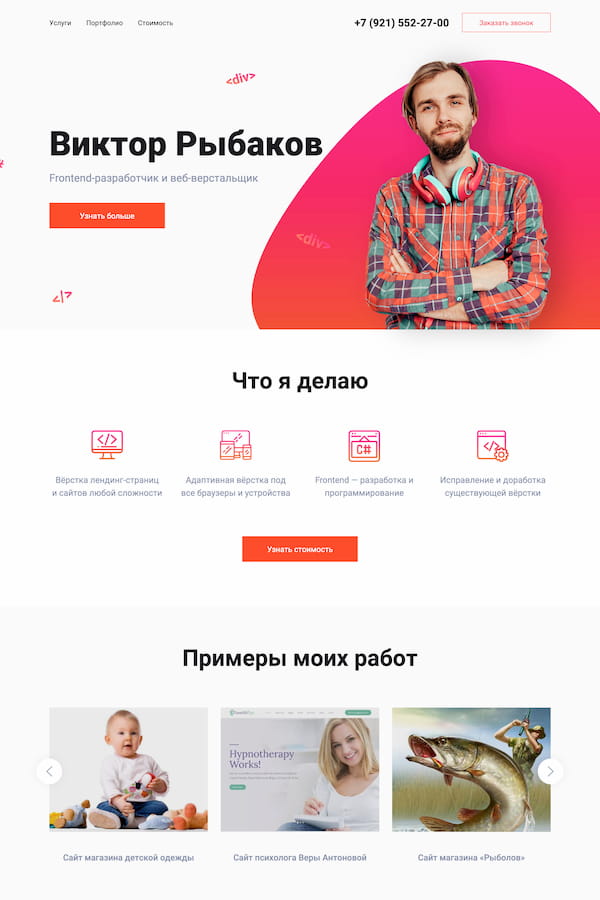 Услуги Портфолио Стоимость +7 (921) 552-27-00 Заказать звонок
<div>
Виктор Рыбаков
Frontend-разработчик и веб-верстальщик
Узнать больше
<div>
</>
Что я делаю
</>
C#
</>
Вёрстка лендинг-страниц
и сайтов любой сложности
Адаптивная вёрстка под
все браузеры и устройства
Frontend — разработка и
программирование
Исправление и доработка
существующей вёрстки
Узнать стоимость
Примеры моих работ
Hypnotherapy
Works!
Сайт магазина детской одежды
Сайт психолога Веры Антоновой
Сайт магазина «Рыболов»